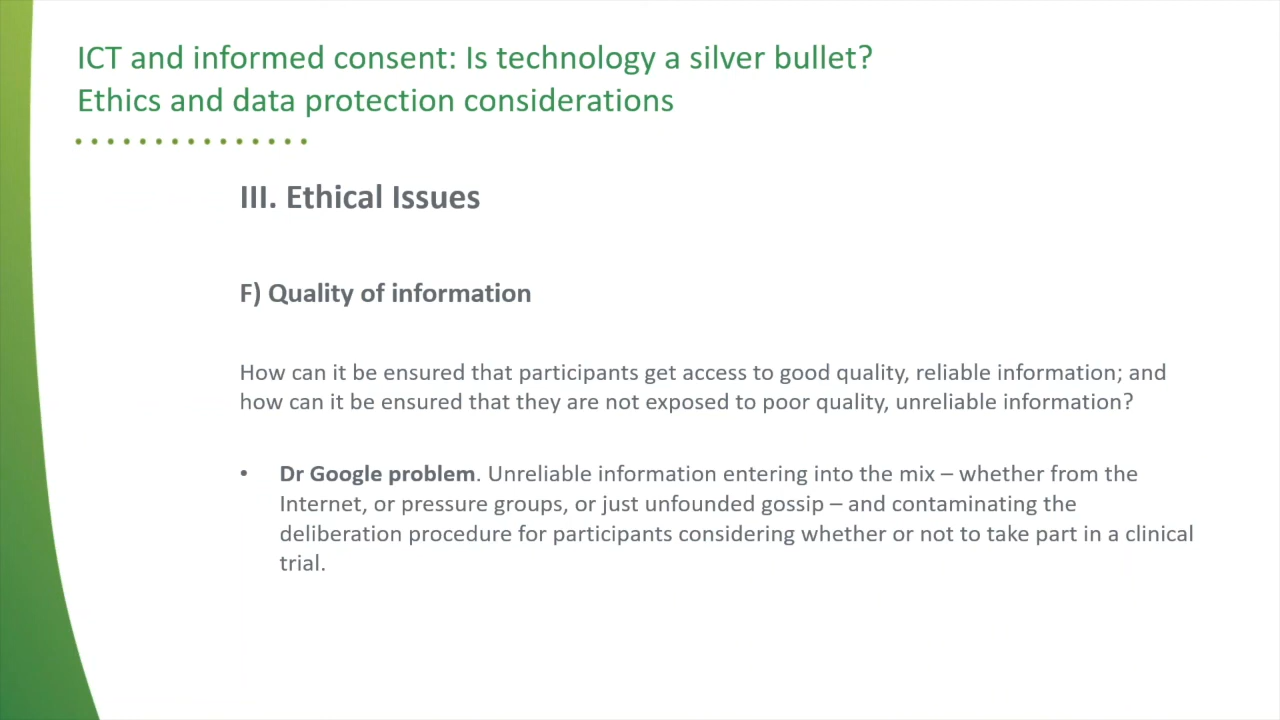 ICT and informed consent: Is technology a silver bullet?
Ethics and data protection considerations
III. Ethical Issues
F) Quality of information
How can it be ensured that participants get access to good quality, reliable information; and
how can it be ensured that they are not exposed to poor quality, unreliable information?
• Dr Google problem. Unreliable information entering into the mix – whether from the
Internet, or pressure groups, or just unfounded gossip – and contaminating the
deliberation procedure for participants considering whether or not to take part in a clinical
trial.